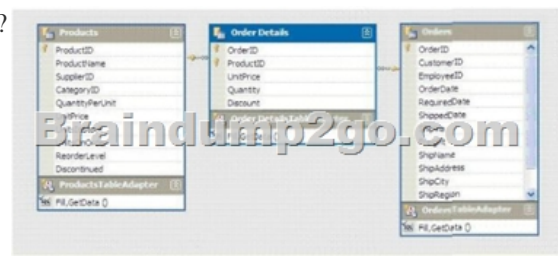 ?
Products
ProductID
ProductName
SupplierID
CategoryID
QuantityPerUnit
ReorderLevel
Discontinued
ProductsTableAdapter
Fill,GetData ()
Order Details
OrderID
ProductID
UnitPrice
Quantity
Discount
Orders
OrderID
CustomerID
EmployeeID
OrderDate
RequiredDate
ShippedDate
ShipName
ShipAddress
ShipCity
ShipRegion
OrdersTableAdapter
Fill,GetData ()
Braindump2go.com